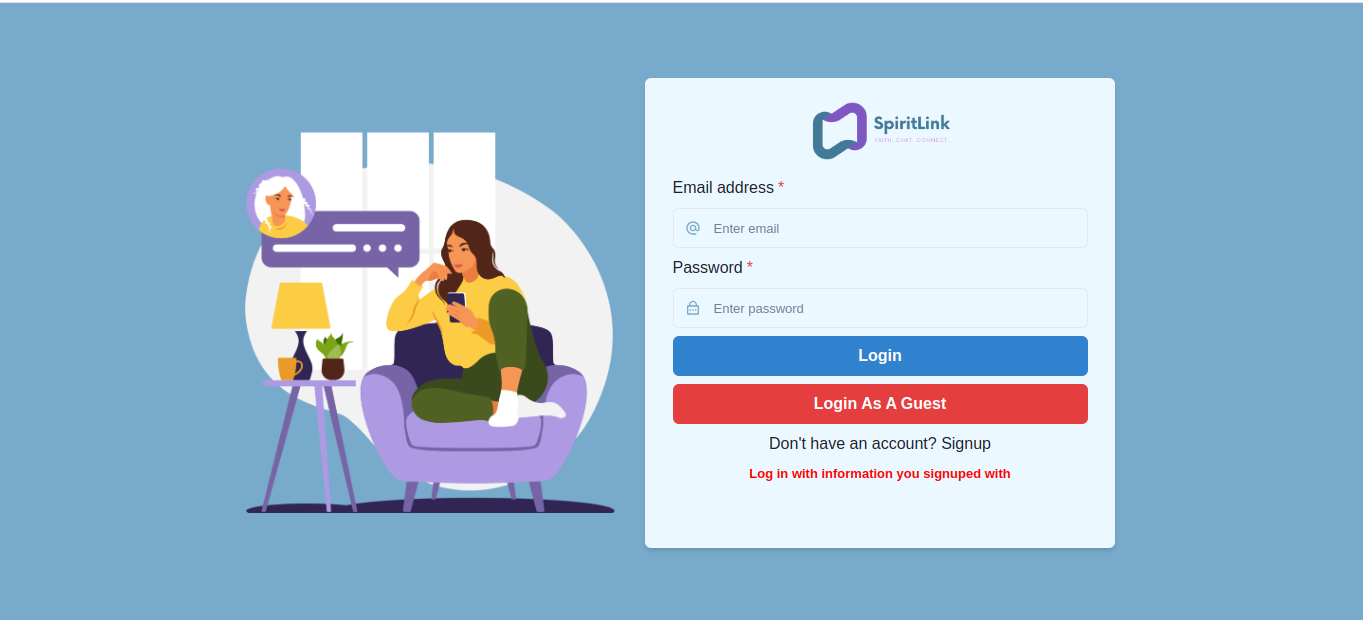 SpiritLink
FAITH. CHAT. CONNECT.
Email address *
Enter email
Password *
Enter password
Login
Login As A Guest
Don't have an account? Signup
Log in with information you signuped with